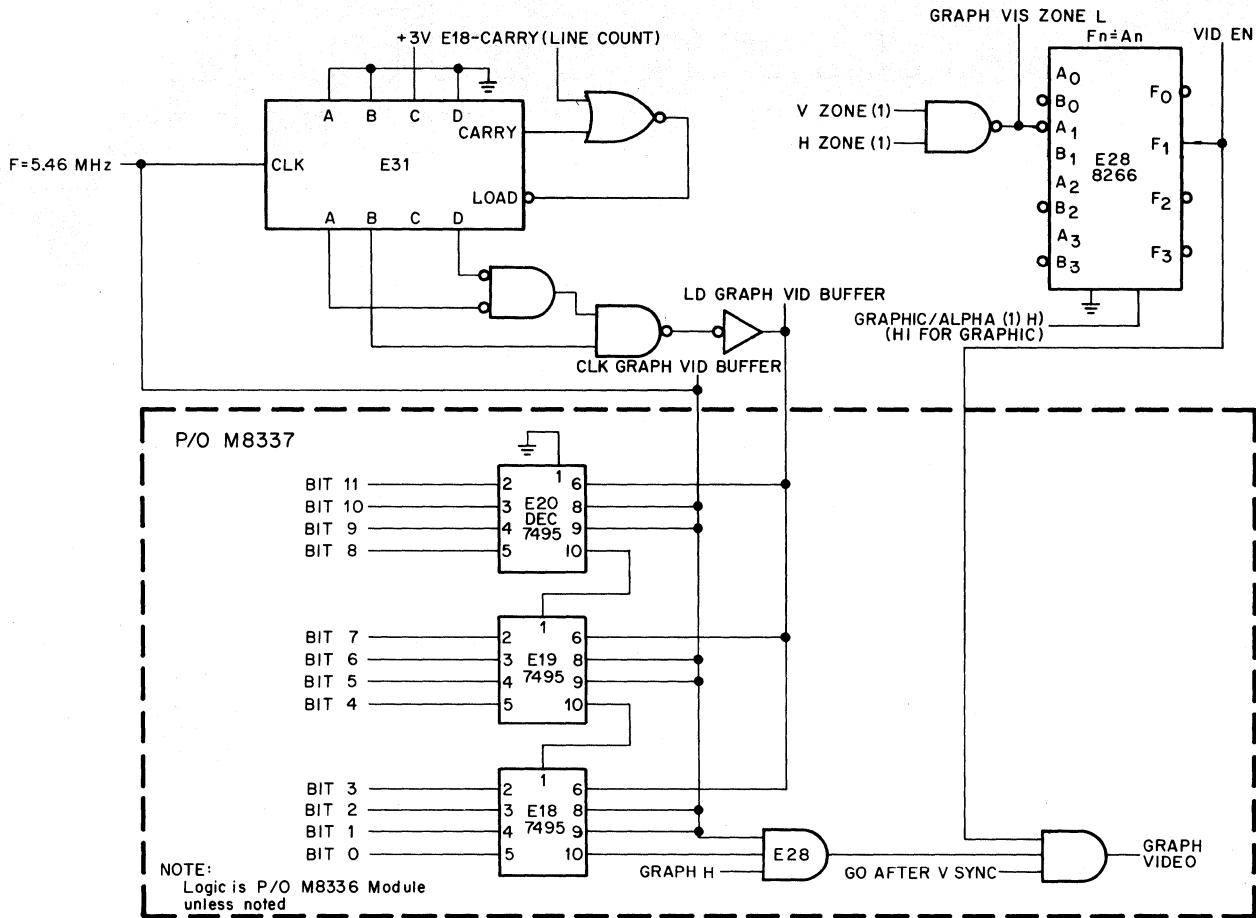 GRAPH VIS ZONE L
Fn=An
VID EN
+3V E18-CARRY (LINE COUNT)
A B C D
CARRY
F=5.46 MHz
CLK
E31
LOAD
A B C D
V ZONE (1)
H ZONE (1)
A0
B0
A1
B1
A2
B2
A3
B3
E28
8266
F0
F1
F2
F3
GRAPHIC/ALPHA (1) H)
(HI FOR GRAPHIC)
LD GRAPH VID BUFFER
CLK GRAPH VID BUFFER
P/O M8337
BIT 11
BIT 10
BIT 9
BIT 8
1
2 6
3 8
4 9
5 10
E20
DEC
7495
BIT 7
BIT 6
BIT 5
BIT 4
1
2 6
3 8
4 9
5 10
E19
7495
BIT 3
BIT 2
BIT 1
BIT 0
1
2 6
3 8
4 9
5 10
E18
7495
GRAPH H
E28
GO AFTER V SYNC
GRAPH
VIDEO
NOTE:
Logic is P/O M8336 Module
unless noted